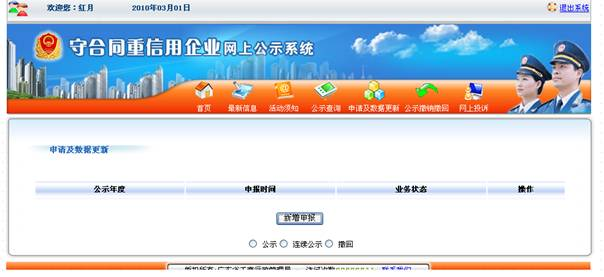 欢迎您：红月 2010年03月01日 退出系统
守合同重信用企业网上公示系统
首页 最新信息 活动须知 公示查询 申请及数据更新 公示撤销撤回 网上投诉
申请及数据更新
公示年度 申报时间 业务状态 操作
新增申报
公示 连续公示 撤回